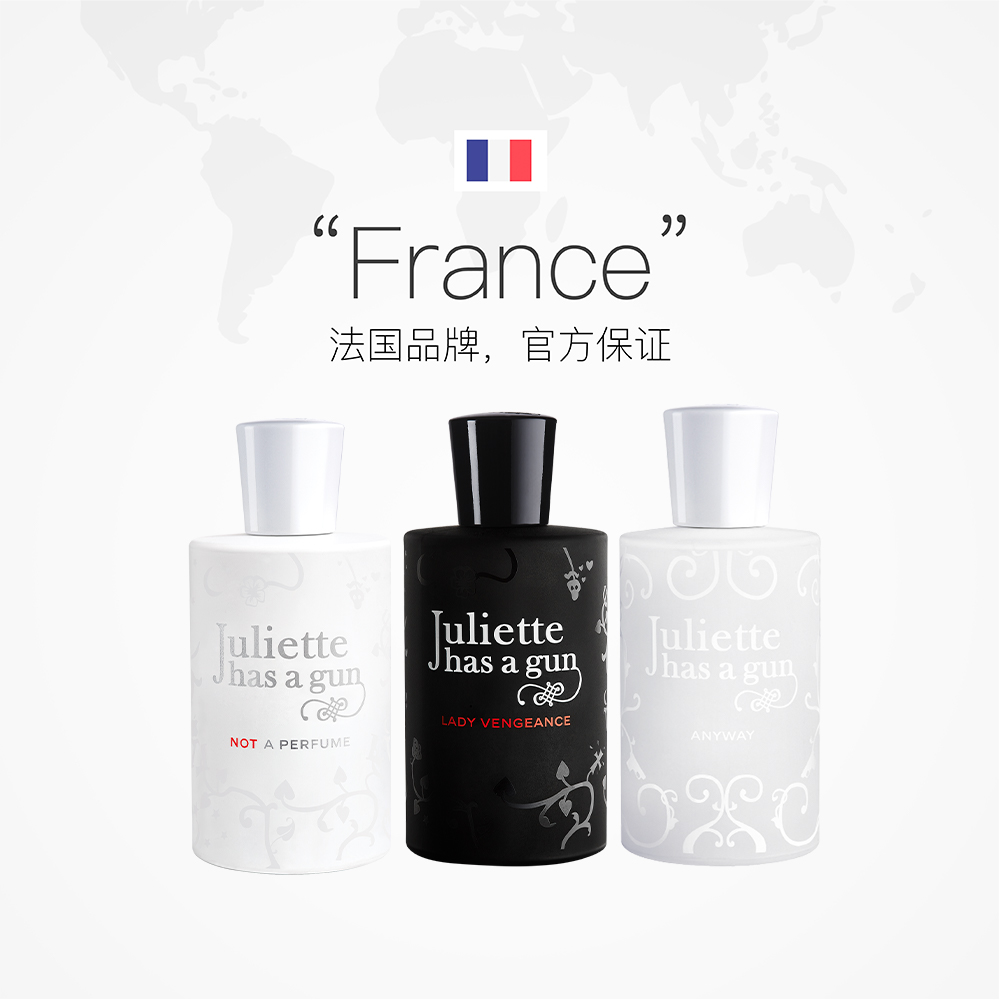 “France”
法国品牌，官方保证
Juliette
has a gun
NOT A PERFUME
Juliette
has a gun
LADY VENGEANCE
Juliette
has a gun
ANYWAY